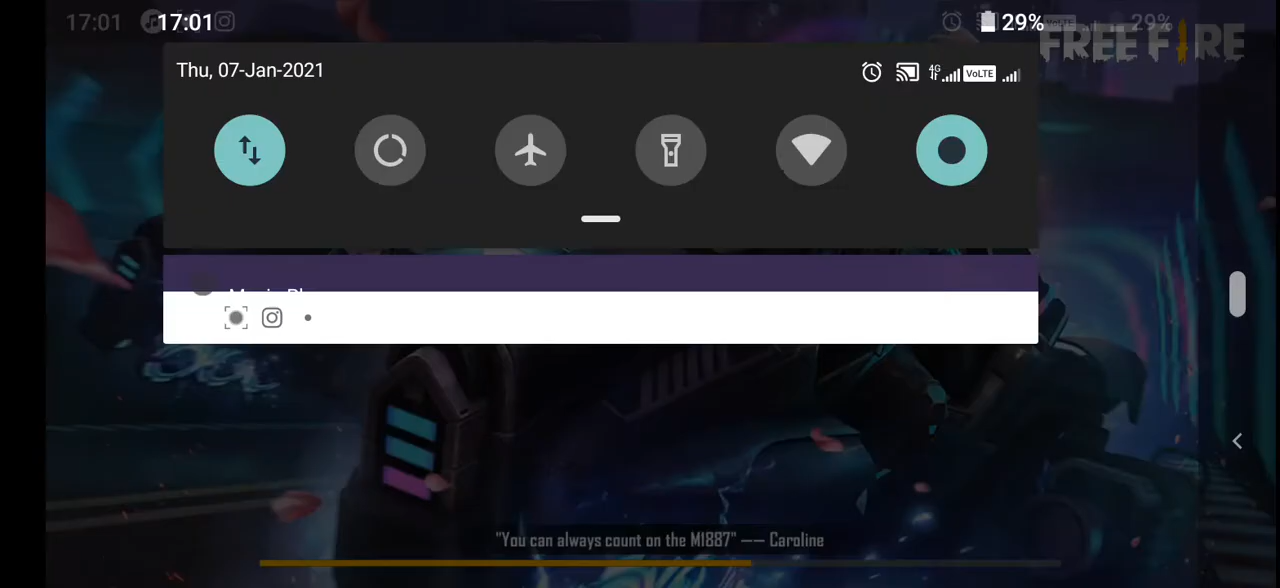 17:01 17:01 29% 29%
FREE FIRE
Thu, 07-Jan-2021
4G VoLTE
"You can always count on the M1887" —— Caroline